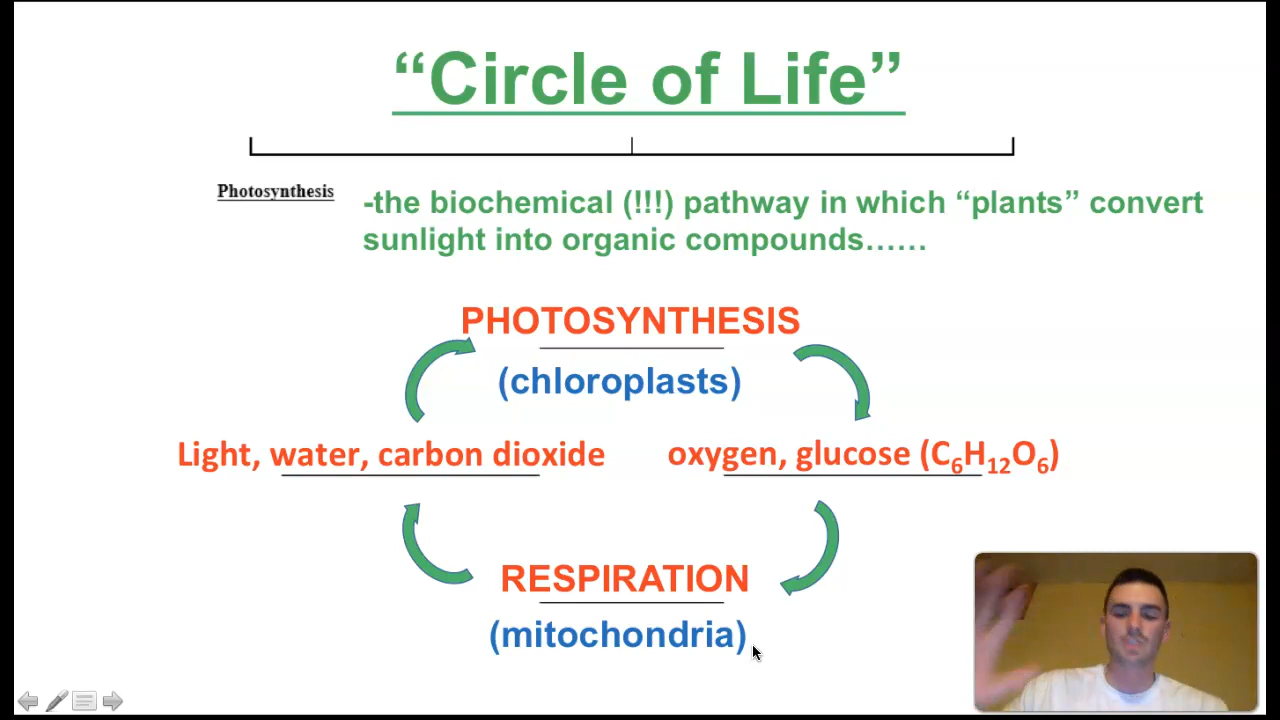 “Circle of Life”
Photosynthesis
-the biochemical (!!!) pathway in which “plants” convert
sunlight into organic compounds……
PHOTOSYNTHESIS
(chloroplasts)
Light, water, carbon dioxide
oxygen, glucose (C₆H₁₂O₆)
RESPIRATION
(mitochondria)